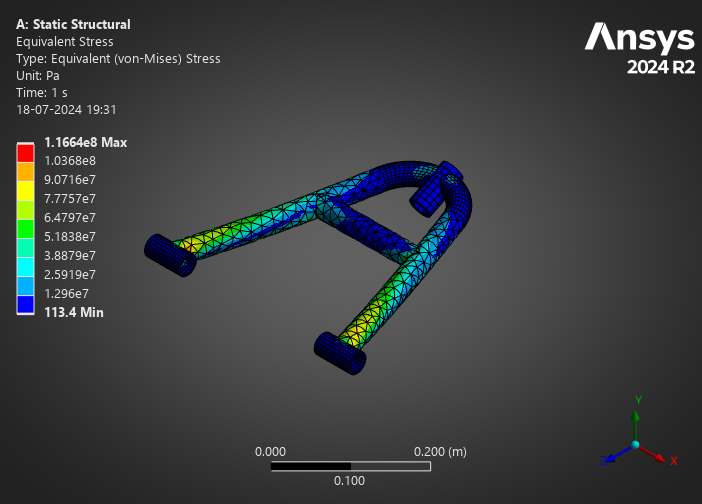 A: Static Structural
Equivalent Stress
Type: Equivalent (von-Mises) Stress
Unit: Pa
Time: 1 s
18-07-2024 19:31
1.1664e8 Max
1.0368e8
9.0716e7
7.7757e7
6.4797e7
5.1838e7
3.8879e7
2.5919e7
1.296e7
113.4 Min
Ansys
2024 R2
0.000
0.200 (m)
0.100
Y
Z
X